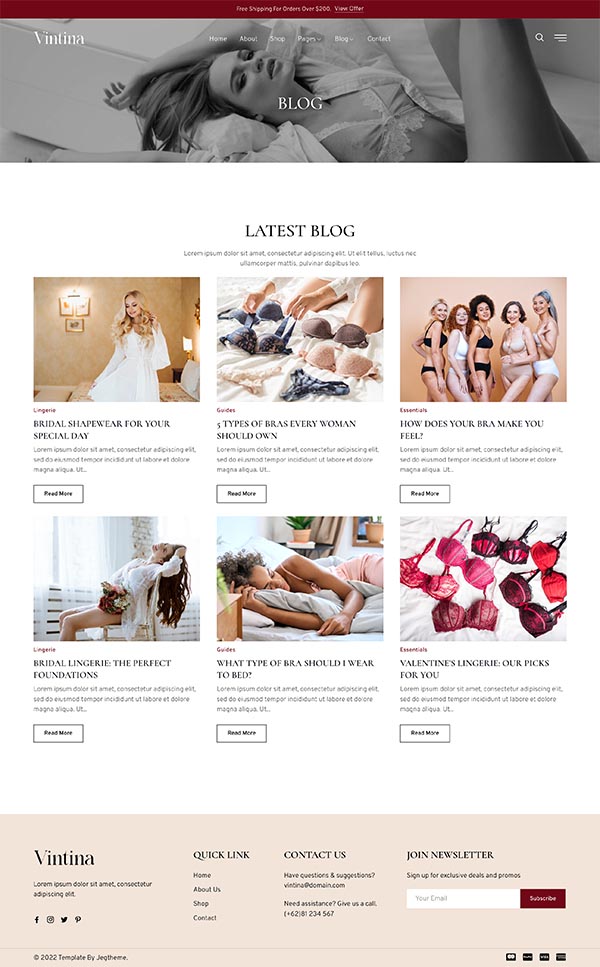 Free Shipping For Orders Over $200. View Offer
Vintina
Home About Shop Pages Blog Contact
BLOG
LATEST BLOG
Lorem ipsum dolor sit amet, consectetur adipiscing elit. Ut elit tellus, luctus nec
ullamcorper mattis, pulvinar dapibus leo.
Lingerie
BRIDAL SHAPEWEAR FOR YOUR
SPECIAL DAY
Lorem ipsum dolor sit amet, consectetur adipiscing elit,
sed do eiusmod tempor incididunt ut labore et dolore
magna aliqua. Ut...
Read More
Guides
5 TYPES OF BRAS EVERY WOMAN
SHOULD OWN
Lorem ipsum dolor sit amet, consectetur adipiscing elit,
sed do eiusmod tempor incididunt ut labore et dolore
magna aliqua. Ut...
Read More
Essentials
HOW DOES YOUR BRA MAKE YOU
FEEL?
Lorem ipsum dolor sit amet, consectetur adipiscing elit,
sed do eiusmod tempor incididunt ut labore et dolore
magna aliqua. Ut...
Read More
Lingerie
BRIDAL LINGERIE: THE PERFECT
FOUNDATIONS
Lorem ipsum dolor sit amet, consectetur adipiscing elit,
sed do eiusmod tempor incididunt ut labore et dolore
magna aliqua. Ut...
Read More
Guides
WHAT TYPE OF BRA SHOULD I WEAR
TO BED?
Lorem ipsum dolor sit amet, consectetur adipiscing elit,
sed do eiusmod tempor incididunt ut labore et dolore
magna aliqua. Ut...
Read More
Essentials
VALENTINE'S LINGERIE: OUR PICKS
FOR YOU
Lorem ipsum dolor sit amet, consectetur adipiscing elit,
sed do eiusmod tempor incididunt ut labore et dolore
magna aliqua. Ut...
Read More
Vintina
Lorem ipsum dolor sit amet, consectetur
adipiscing elit.
QUICK LINK
Home
About Us
Shop
Contact
CONTACT US
Have questions & suggestions?
vintina@domain.com
Need assistance? Give us a call.
(+62)81 234 567
JOIN NEWSLETTER
Sign up for exclusive deals and promos
Your Email
Subscribe
© 2022 Template By Jegtheme.